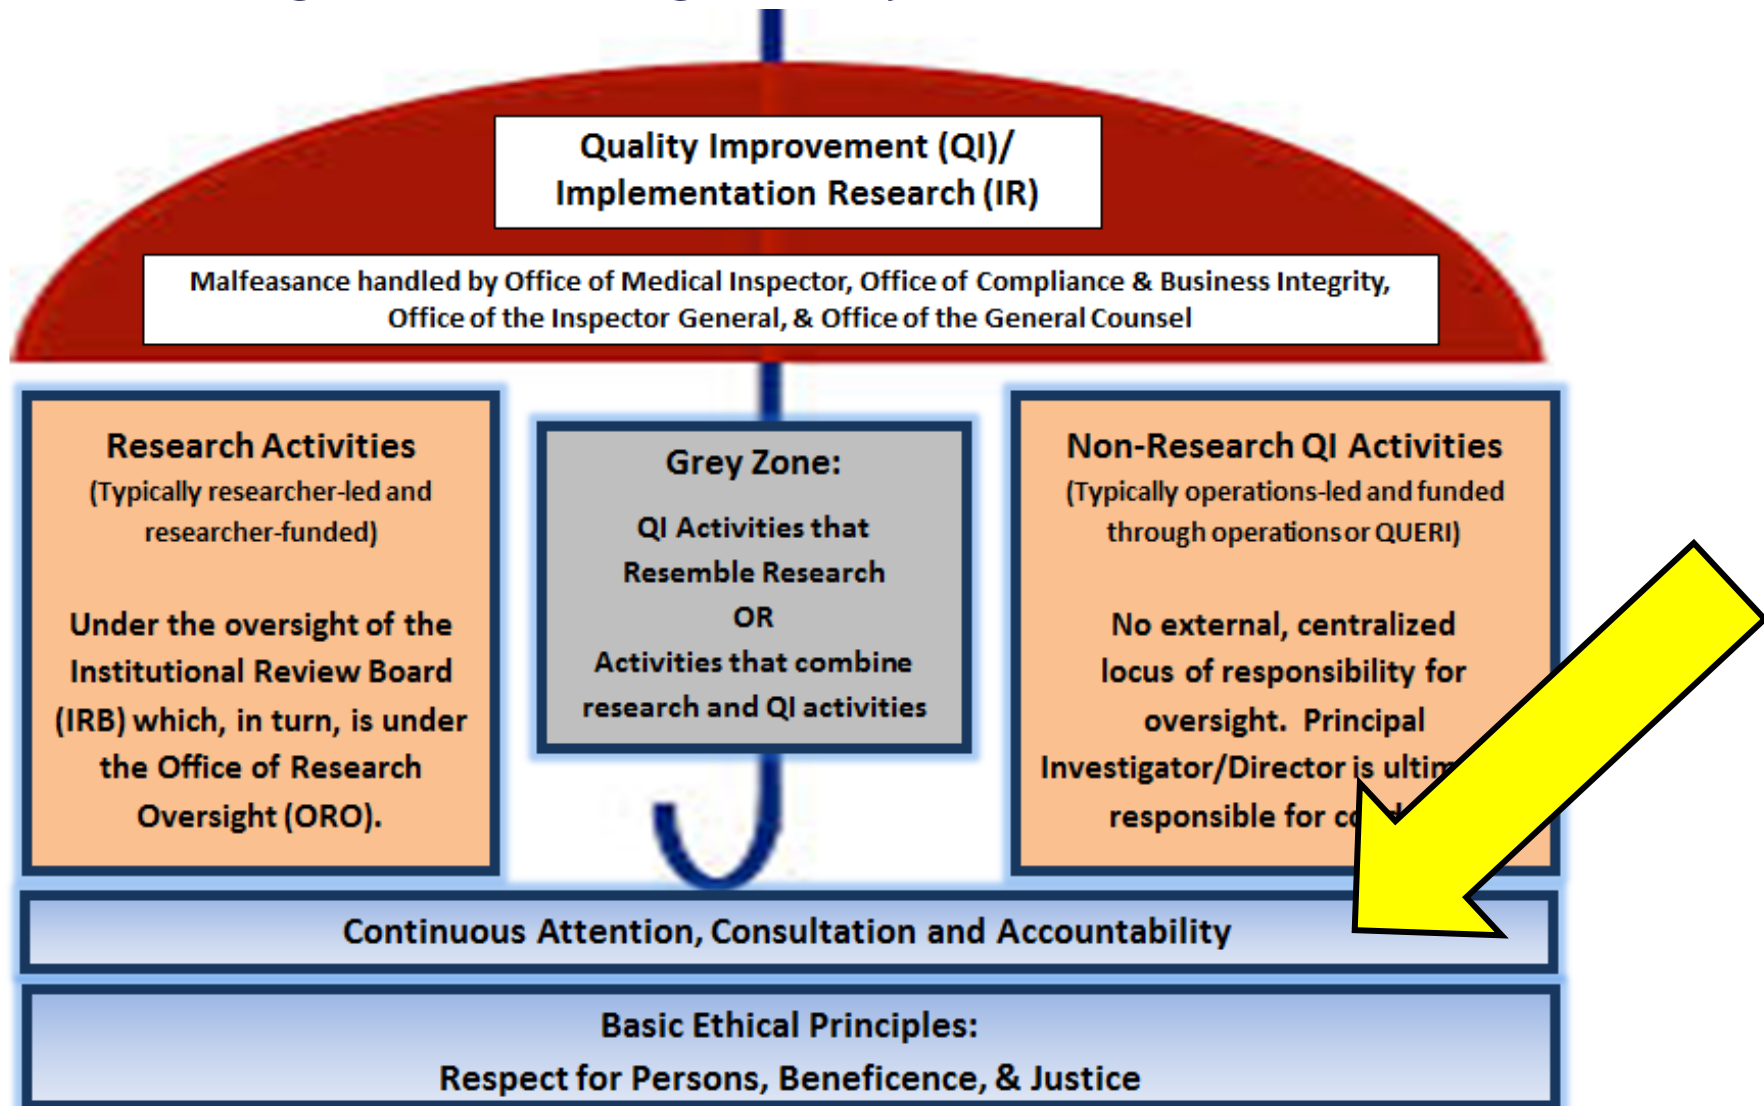 Quality Improvement (QI)/
Implementation Research (IR)
Malfeasance handled by Office of Medical Inspector, Office of Compliance & Business Integrity,
Office of the Inspector General, & Office of the General Counsel
Research Activities
(Typically researcher-led and
researcher-funded)
Under the oversight of the
Institutional Review Board
(IRB) which, in turn, is under
the Office of Research
Oversight (ORO).
Grey Zone:
QI Activities that
Resemble Research
OR
Activities that combine
research and QI activities
Non-Research QI Activities
(Typically operations-led and funded
through operations or QUERI)
No external, centralized
locus of responsibility for
oversight. Principal
Investigator/Director is
responsible for
Continuous Attention, Consultation and Accountability
Basic Ethical Principles:
Respect for Persons, Beneficence, & Justice